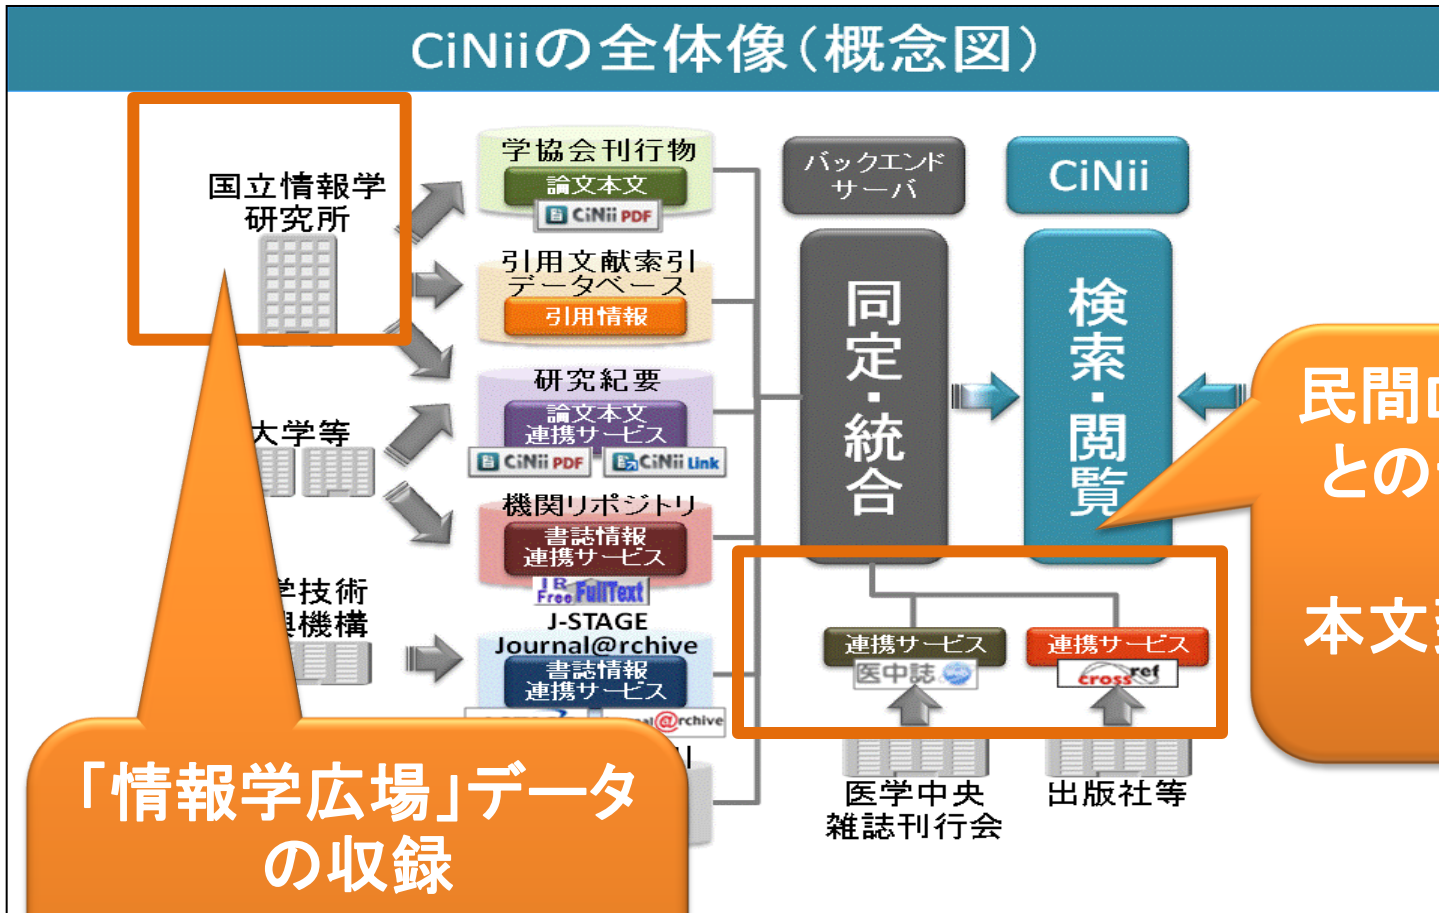 CiNiiの全体像（概念図）
国立情報学
研究所
大学等
学技術
機構
学協会刊行物
論文本文
CiNii PDF
引用文献索引
データベース
引用情報
研究紀要
論文本文
連携サービス
CiNii PDF
CiNii Link
機関リポジトリ
書誌情報
連携サービス
IR
Free FullText
J-STAGE
Journal@rchive
書誌情報
連携サービス
@rchive
バックエンド
サーバ
同定・統合
CiNii
検索・閲覧
連携サービス
医中誌
連携サービス
crossref
医学中央
雑誌刊行会
出版社等
民間
との
本文
「情報学広場」データ
の収録